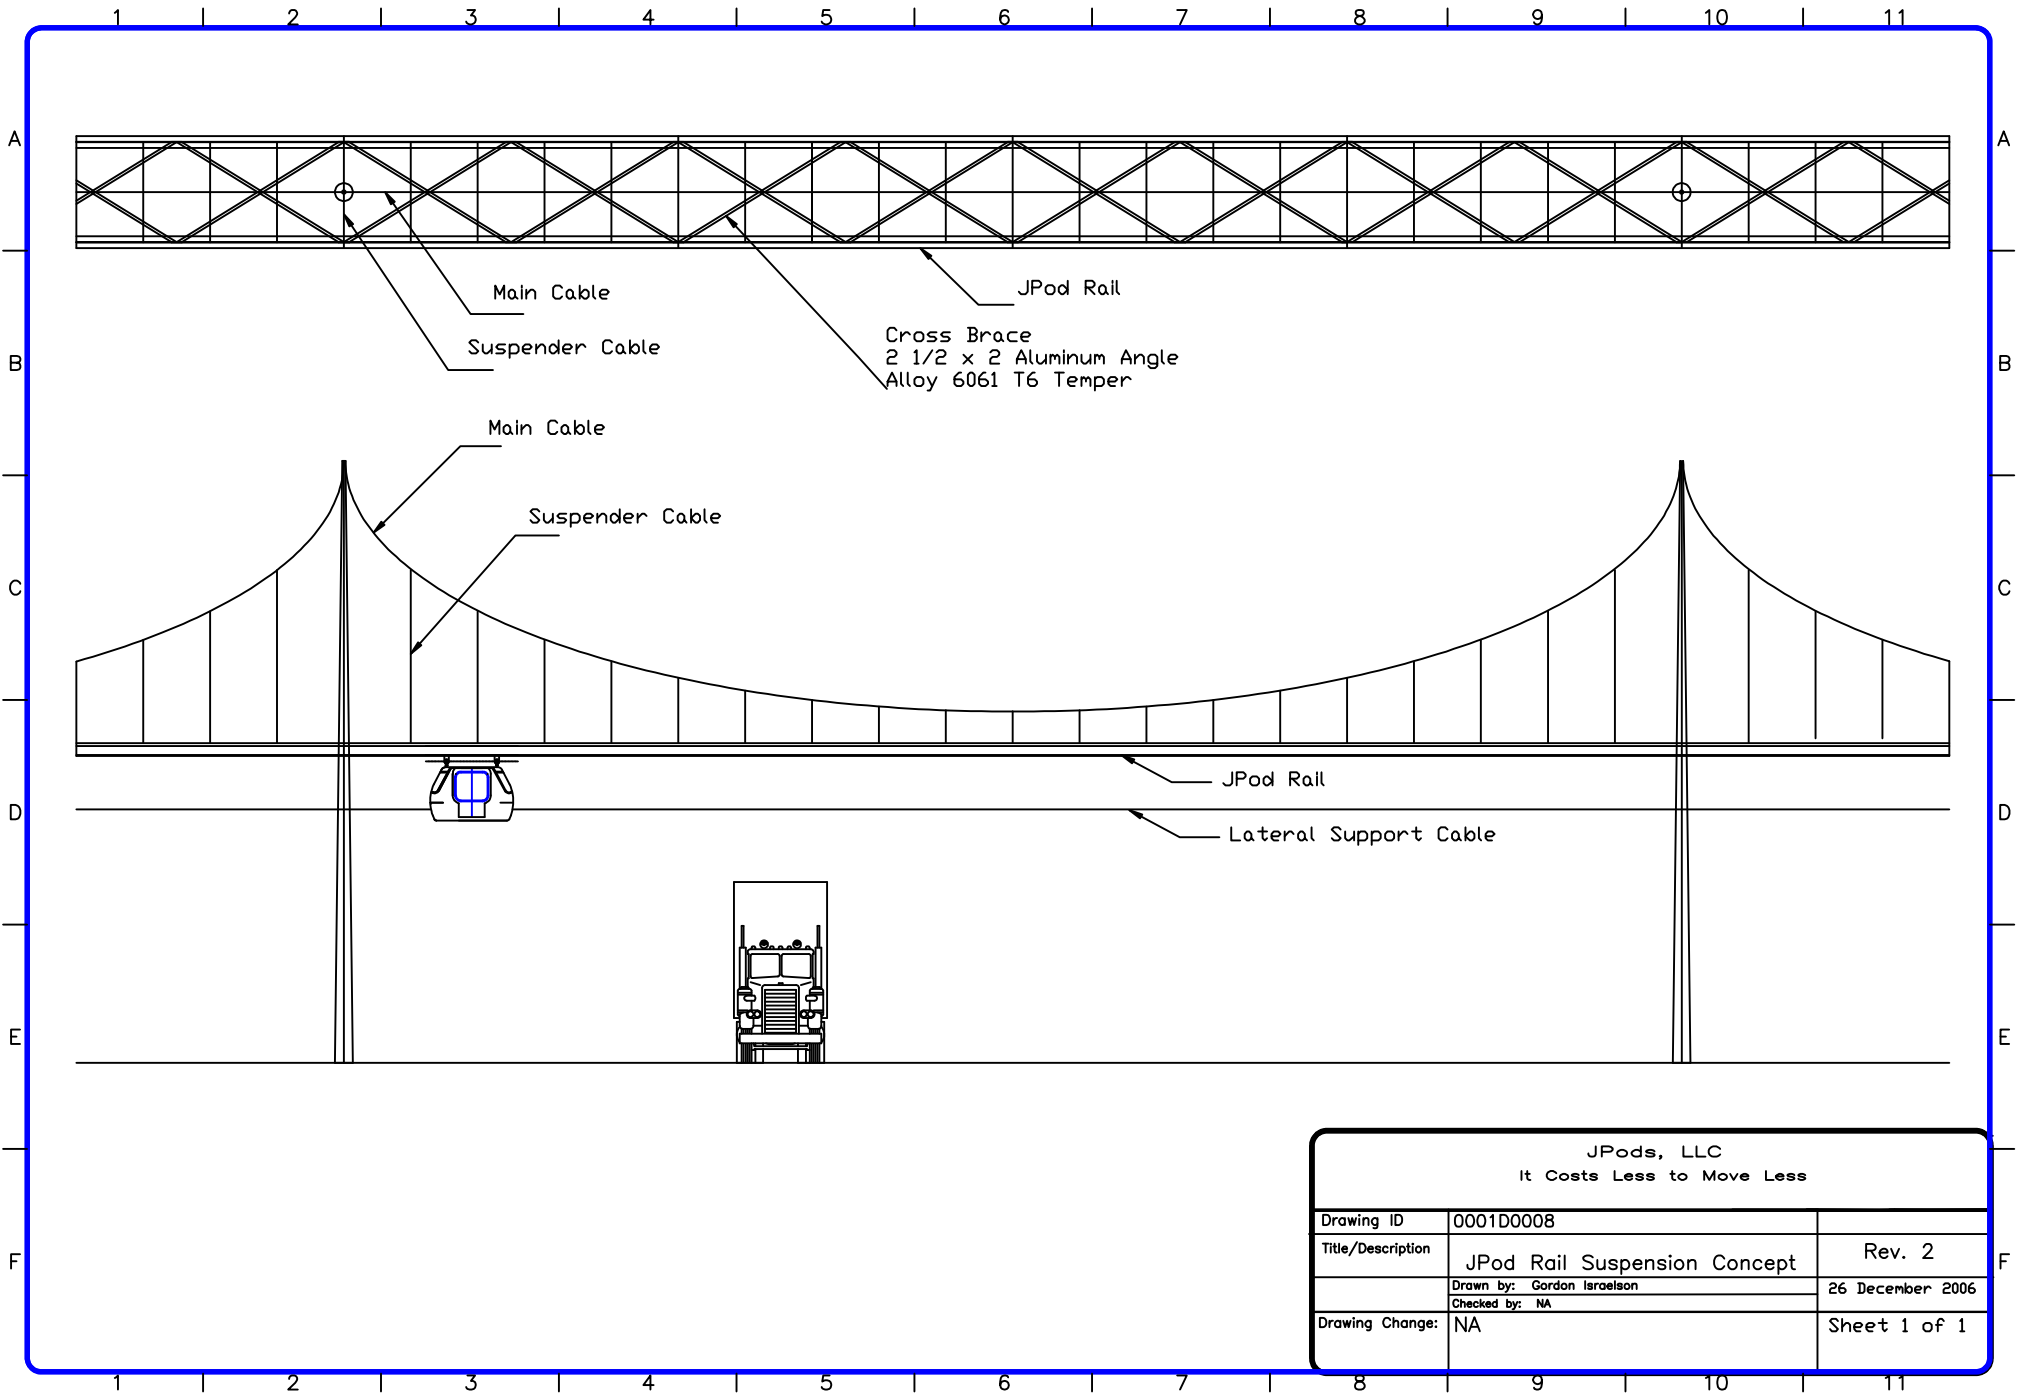 1 2 3 4 5 6 7 8 9 10 11
A A
Main Cable
JPod Rail
Suspender Cable
Cross Brace
2 1/2 x 2 Aluminum Angle
Alloy 6061 T6 Temper
B B
Main Cable
Suspender Cable
C C
JPod Rail
D D
Lateral Support Cable
E E
JPods, LLC
It Costs Less to Move Less
Drawing ID 0001D0008
Title/Description JPod Rail Suspension Concept Rev. 2
F F
Drawn by: Gordon Israelson 26 December 2006
Checked by: NA
Drawing Change: NA Sheet 1 of 1
1 2 3 4 5 6 7 8 9 10 11